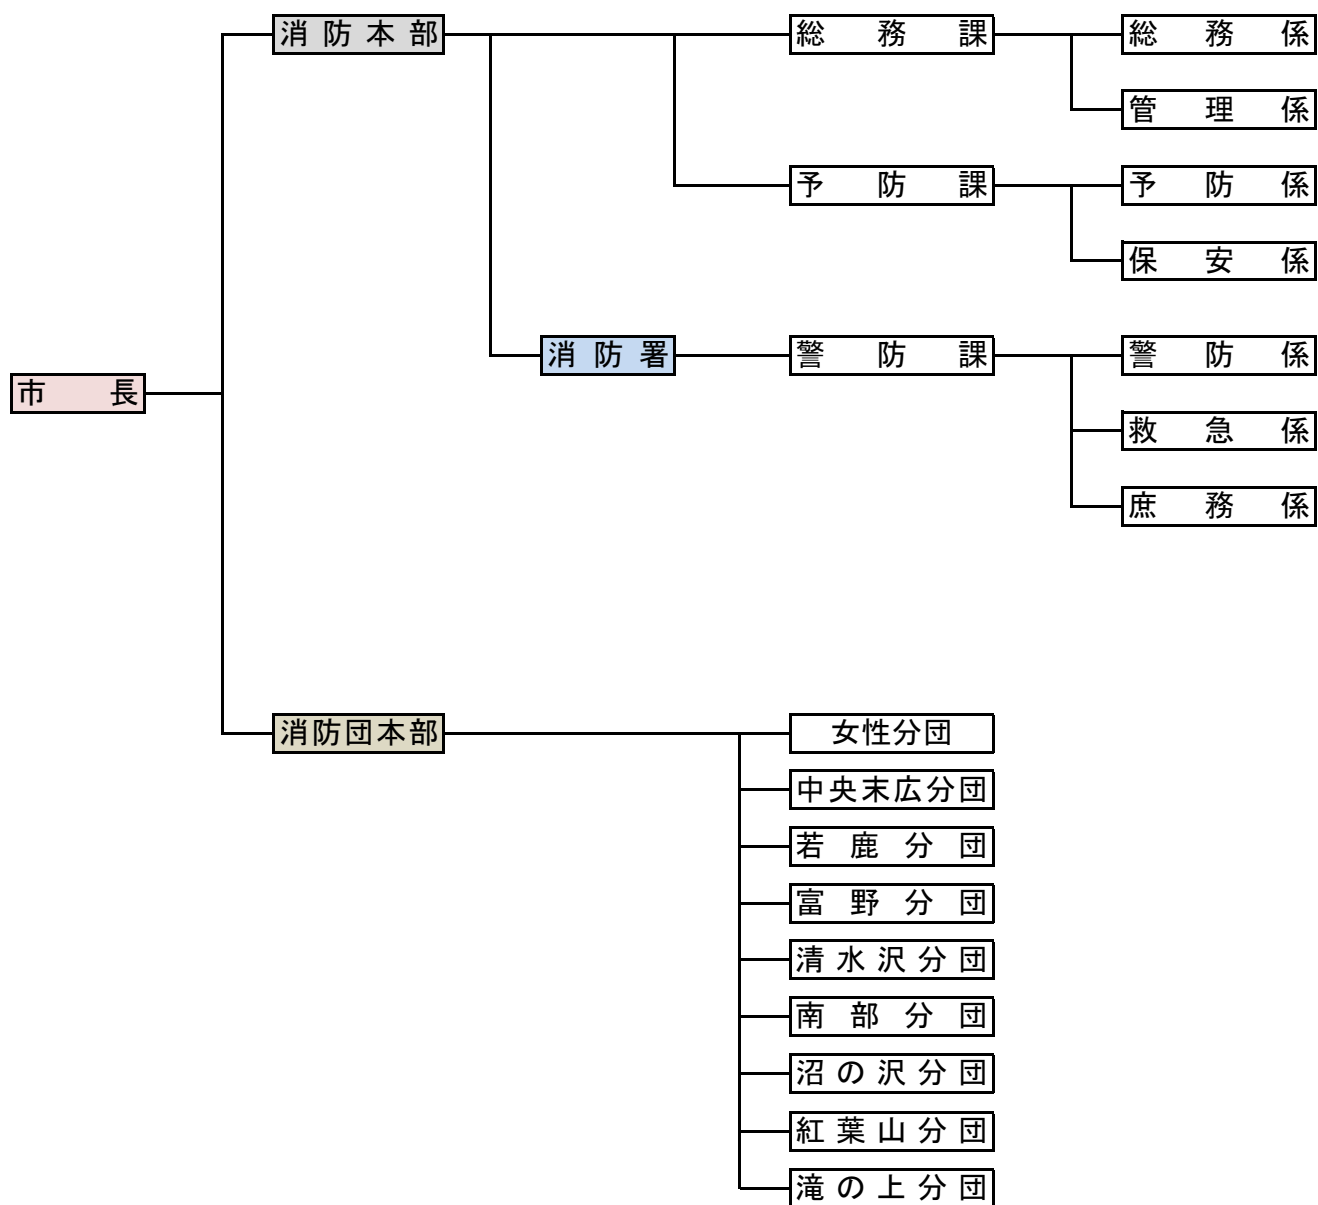 消防本部 総務課 総務係
管理係
予防課 予防係
保安係
消防署 警防課 警防係
市長
救急係
庶務係
消防団本部 女性分団
中央末広分団
若鹿分団
富野分団
清水沢分団
南部分団
沼の沢分団
紅葉山分団
滝の上分団